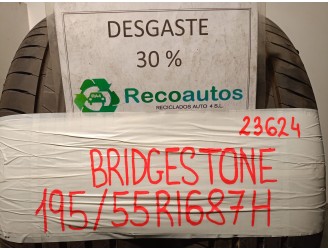 DESGASTE
30 %
Recoautos
RECICLADOS AUTO 4 S.L.
23624
BRIDGESTONE
195/55R1687H